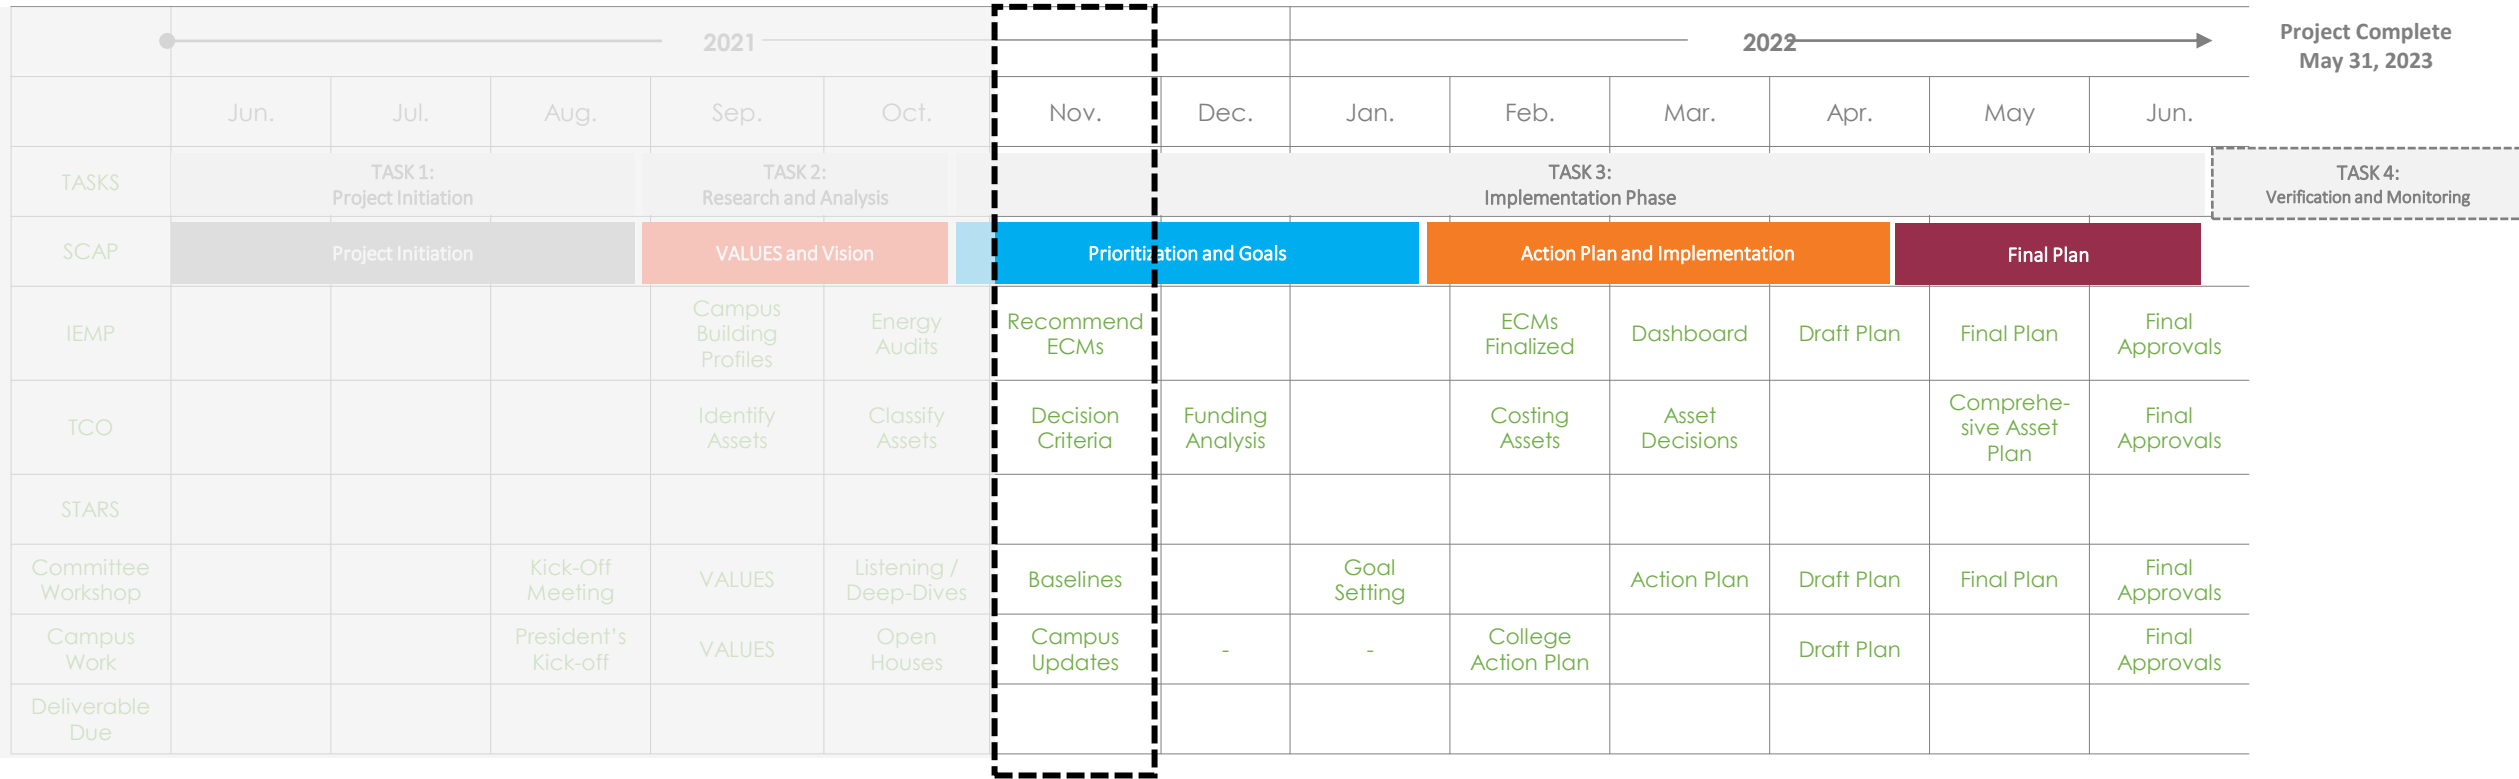 2021
2022
Project Complete
May 31, 2023
Jun.
Jul.
Aug.
Sep.
Oct.
Nov.
Dec.
Jan.
Feb.
Mar.
Apr.
May
Jun.
TASKS
TASK 1:
Project Initiation
TASK 2:
Research and Analysis
TASK 3:
Implementation Phase
TASK 4:
Verification and Monitoring
SCAP
Project Initiation
VALUES and Vision
Prioritization and Goals
Action Plan and Implementation
Final Plan
IEMP
Campus
Building
Profiles
Energy
Audits
Recommend
ECMs
ECMs
Finalized
Dashboard
Draft Plan
Final Plan
Final
Approvals
TCO
Identify
Assets
Classify
Assets
Decision
Criteria
Funding
Analysis
Costing
Assets
Asset
Decisions
Comprehe-
sive Asset
Plan
Final
Approvals
STARS
Committee
Workshop
Kick-Off
Meeting
VALUES
Listening /
Deep-Dives
Baselines
Goal
Setting
Action Plan
Draft Plan
Final Plan
Final
Approvals
Campus
Work
President's
Kick-off
VALUES
Open
Houses
Campus
Updates
-
-
College
Action Plan
Draft Plan
Final
Approvals
Deliverable
Due